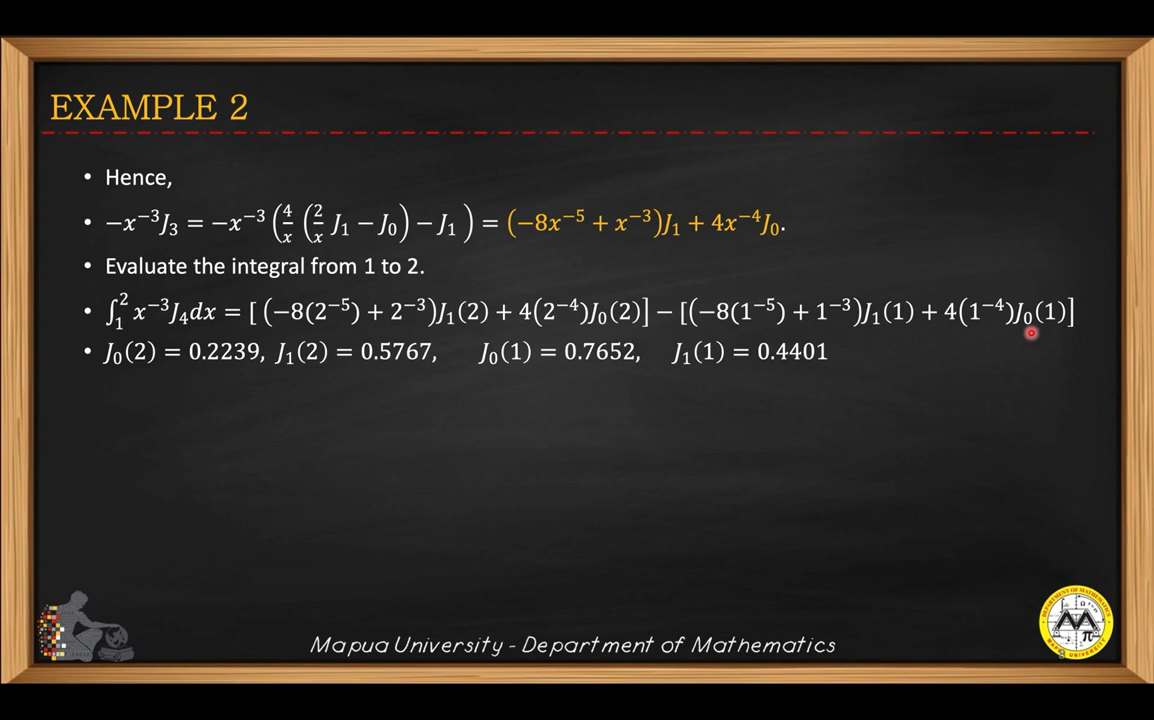 EXAMPLE 2
• Hence,
• −x⁻³J₃ = −x⁻³ (4/x (2/x J₁ − J₀) − J₁ ) = (−8x⁻⁵ + x⁻³)J₁ + 4x⁻⁴J₀.
• Evaluate the integral from 1 to 2.
• ∫₁² x⁻³J₄dx = [ (−8(2⁻⁵) + 2⁻³)J₁(2) + 4(2⁻⁴)J₀(2)] − [(−8(1⁻⁵) + 1⁻³)J₁(1) + 4(1⁻⁴)J₀(1)]
• J₀(2) = 0.2239, J₁(2) = 0.5767, J₀(1) = 0.7652, J₁(1) = 0.4401
Mapua University - Department of Mathematics